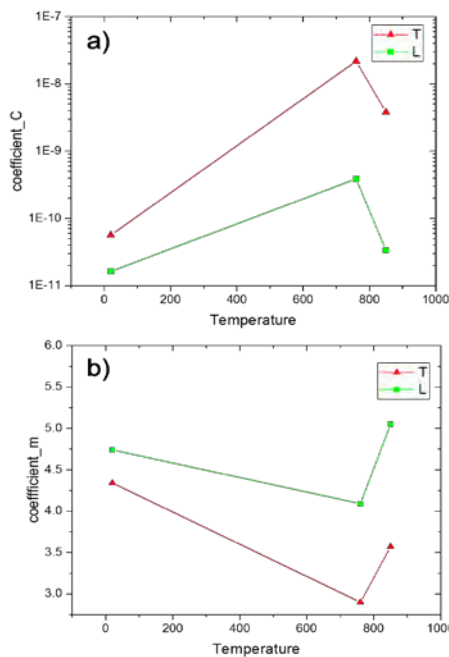 a)
T
L
1E-7
1E-8
1E-9
1E-10
1E-11
coefficient_C
0 200 400 600 800 1000
Temperature
b)
T
L
6.0
5.5
5.0
4.5
4.0
3.5
3.0
coeffficient_m
0 200 400 600 800 1000
Temperature